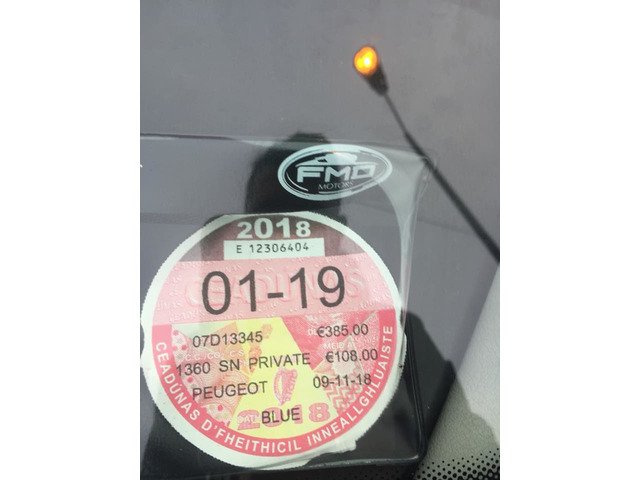 FMD
MOTORS
2018
E 12306404
01-19
07D13345 €385.00
1360 SN PRIVATE €108.00
PEUGEOT 09-11-18
BLUE
2018
CEADÚNAS D'FHEITHICIL INNEALLGHLUAISTE